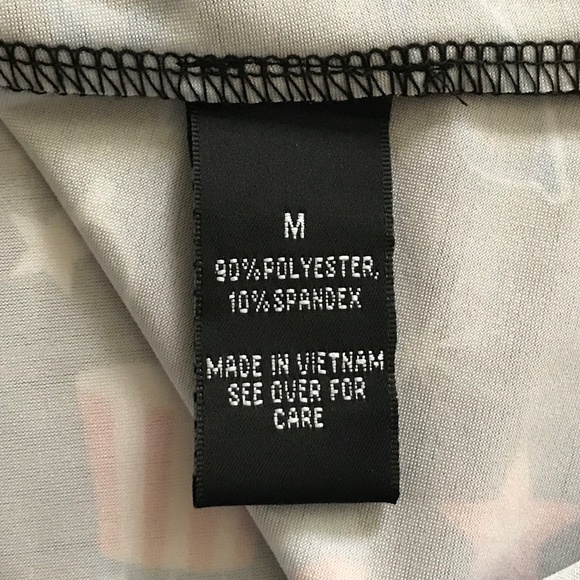 M
90%POLYESTER,
10%SPANDEX
MADE IN VIETNAM
SEE OVER FOR
CARE